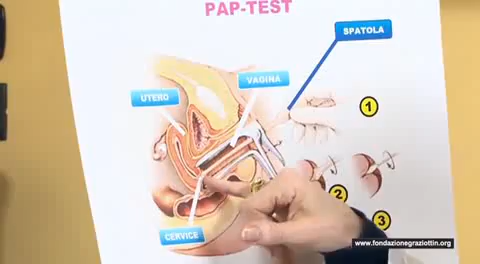 PAP-TEST
SPATOLA
VAGINA
UTERO
1
2
3
CERVICE
www.fondazionegraziottin.org